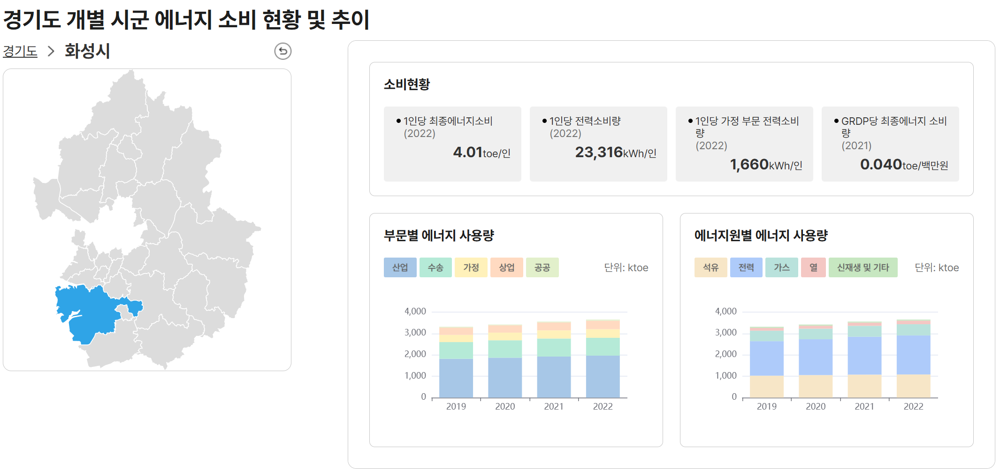 경기도 개별 시군 에너지 소비 현황 및 추이
경기도 > 화성시
소비현황
• 1인당 최종에너지소비
(2022)
4.01toe/인
• 1인당 전력소비량
(2022)
23,316kWh/인
• 1인당 가정 부문 전력소비
량
(2022)
1,660kWh/인
• GRDP당 최종에너지 소비
량
(2021)
0.040toe/백만원
부문별 에너지 사용량
산업 수송 가정 상업 공공 단위: ktoe
4,000
3,000
2,000
1,000
0
2019 2020 2021 2022
에너지원별 에너지 사용량
석유 전력 가스 열 신재생 및 기타 단위: ktoe
4,000
3,000
2,000
1,000
0
2019 2020 2021 2022